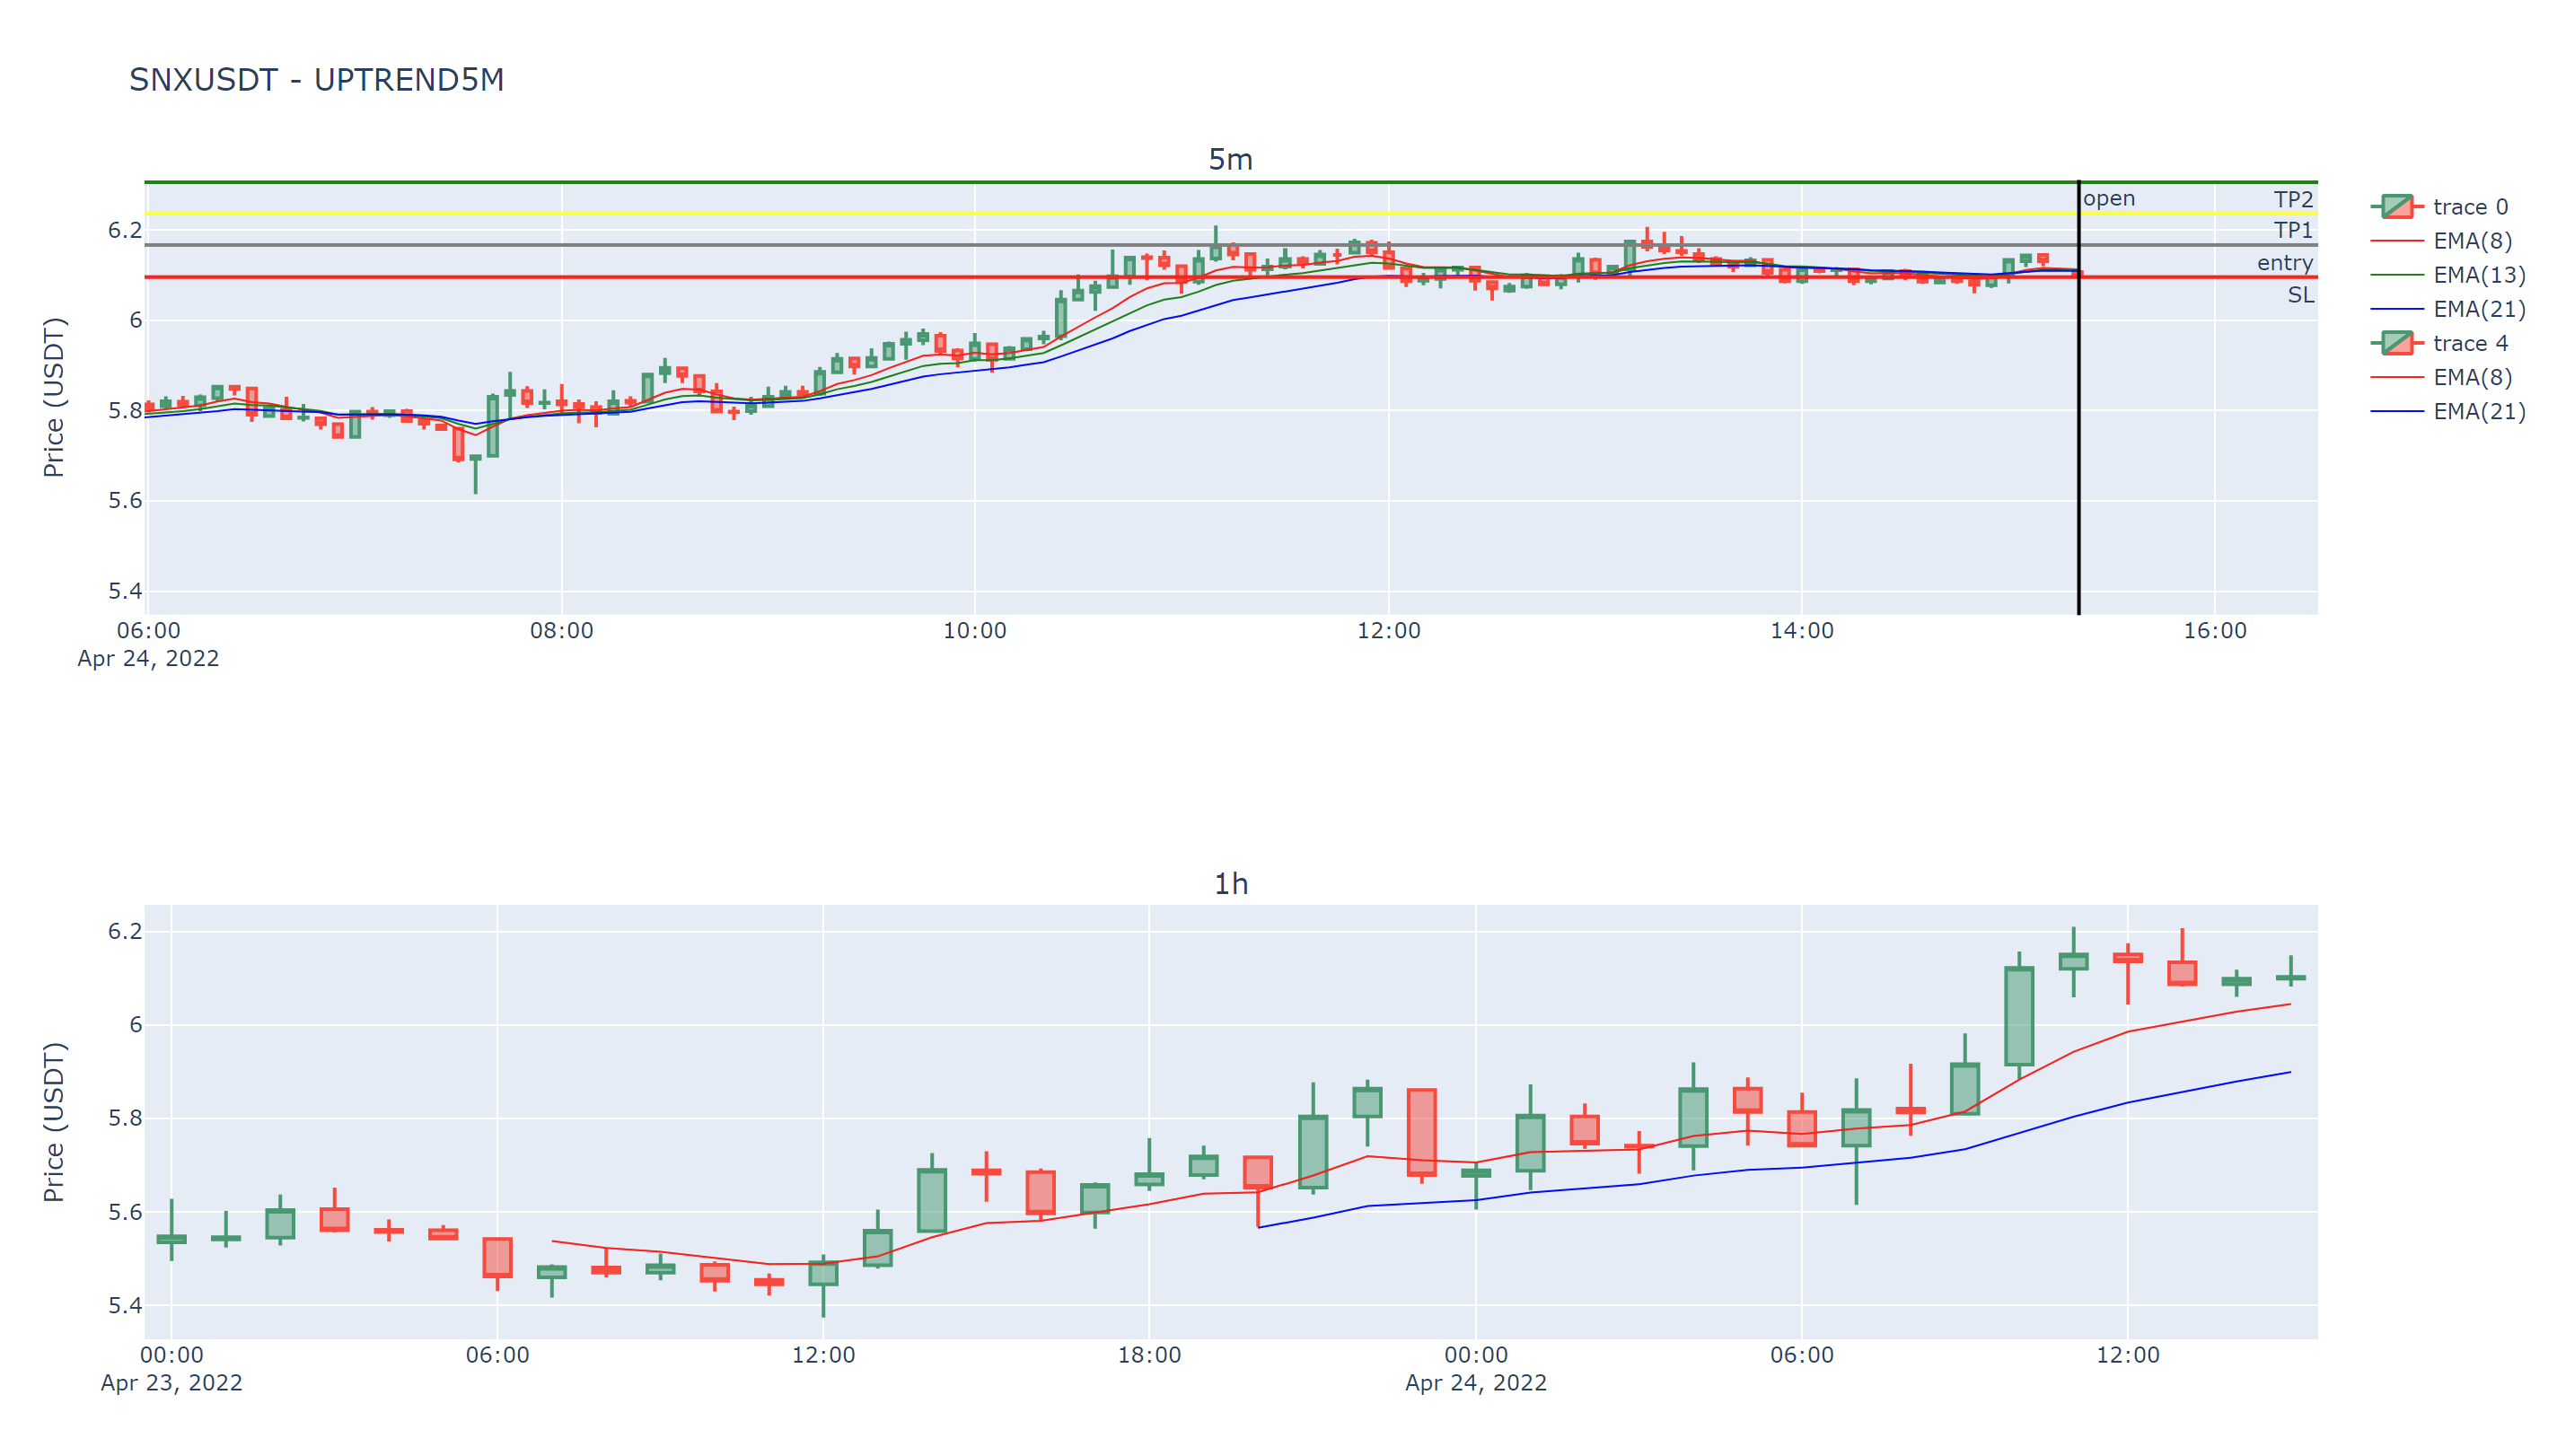 SNXUSDT - UPTREND5M
5m
open
TP2
TP1
entry
SL
6.2
6
5.8
5.6
5.4
Price (USDT)
06:00
08:00
10:00
12:00
14:00
16:00
Apr 24, 2022
trace 0
EMA(8)
EMA(13)
EMA(21)
trace 4
EMA(8)
EMA(21)
1h
6.2
6
5.8
5.6
5.4
Price (USDT)
00:00
06:00
12:00
18:00
00:00
06:00
12:00
Apr 23, 2022
Apr 24, 2022